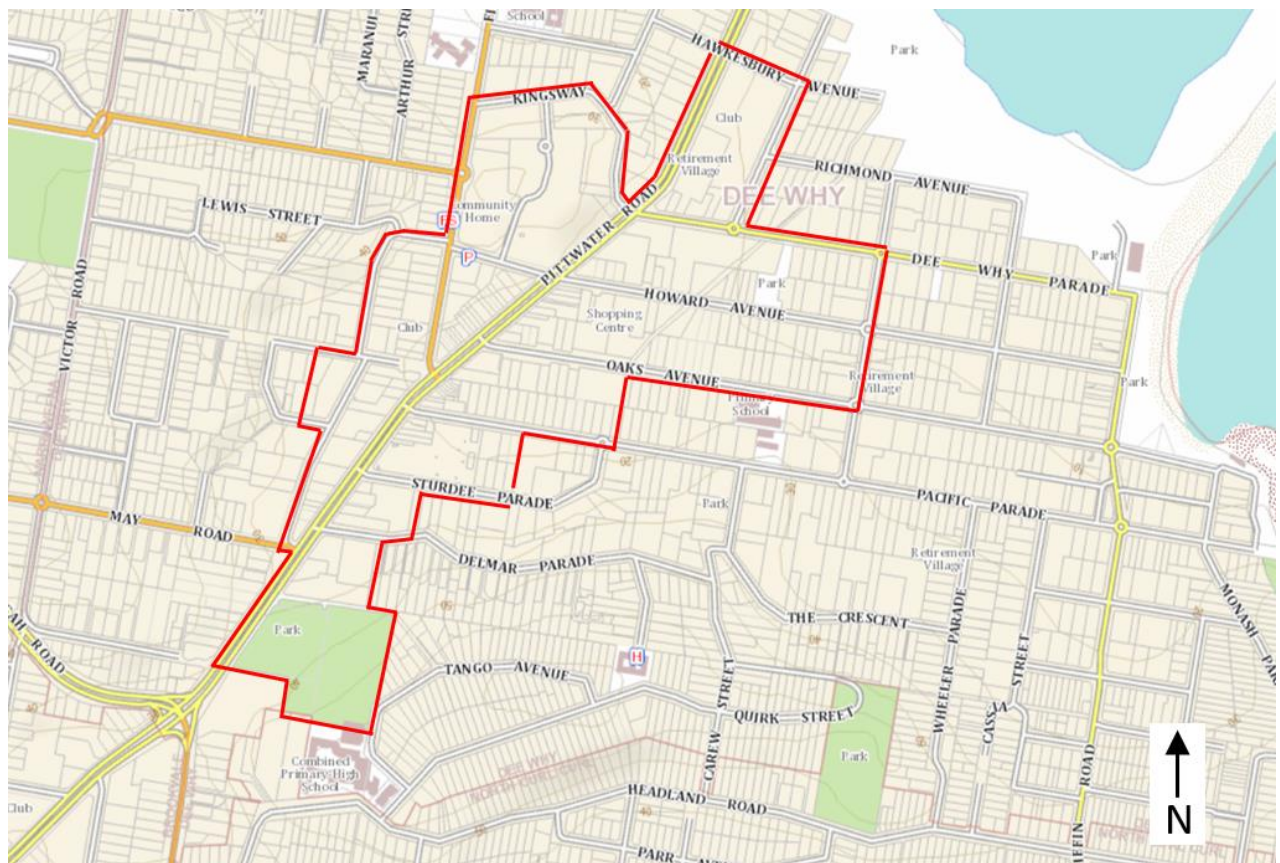 School
HAWKESBURY
AVENUE
Park
MARANUI
ARTHUR
KINGSWAY
Club
Retirement
Village
DEE WHY
RICHMOND
AVENUE
LEWIS STREET
Community
Home
PS
P
PITTWATER ROAD
Park
DEE WHY PARADE
Park
HOWARD
AVENUE
Shopping
Centre
Club
VICTOR ROAD
OAKS
AVENUE
Retirement
Village
Park
School
STURDEE PARADE
20
Park
PACIFIC PARADE
MAY ROAD
DELMAR PARADE
Retirement
Village
MONASH
THE CRESCENT
Park
H
TANGO AVENUE
QUIRK STREET
CAREW STREET
WHEELER PARADE
STREET
Park
ROAD
Combined
Primary High
School
HEADLAND ROAD
Club
PARR
N